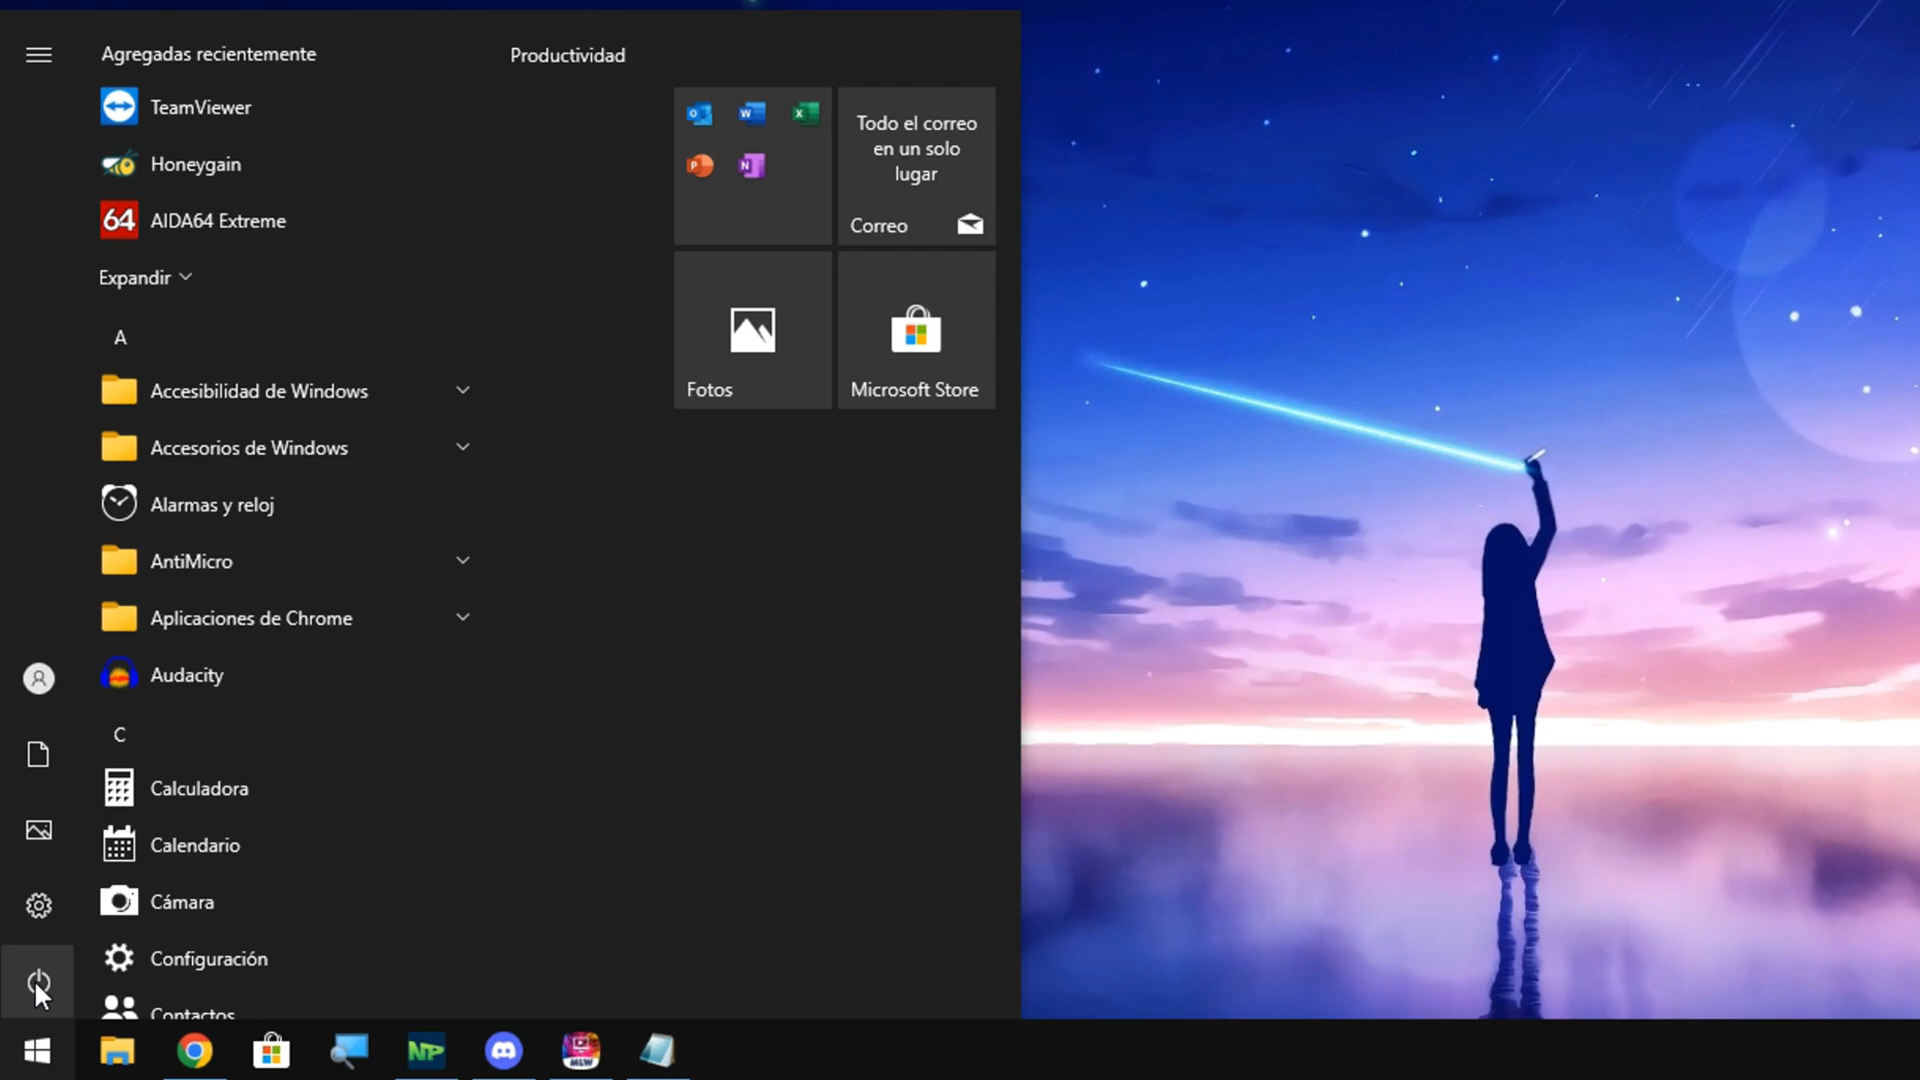 Agregadas recientemente
TeamViewer
Honeygain
64
AIDA64 Extreme
Expandir
A
Accesibilidad de Windows
Accesorios de Windows
Alarmas y reloj
AntiMicro
Aplicaciones de Chrome
Audacity
C
Calculadora
Calendario
Cámara
Configuración
Contactos
Productividad
O
W
X
P
N
Todo el correo
en un solo
lugar
Correo
Fotos
Microsoft Store
NP
MLW